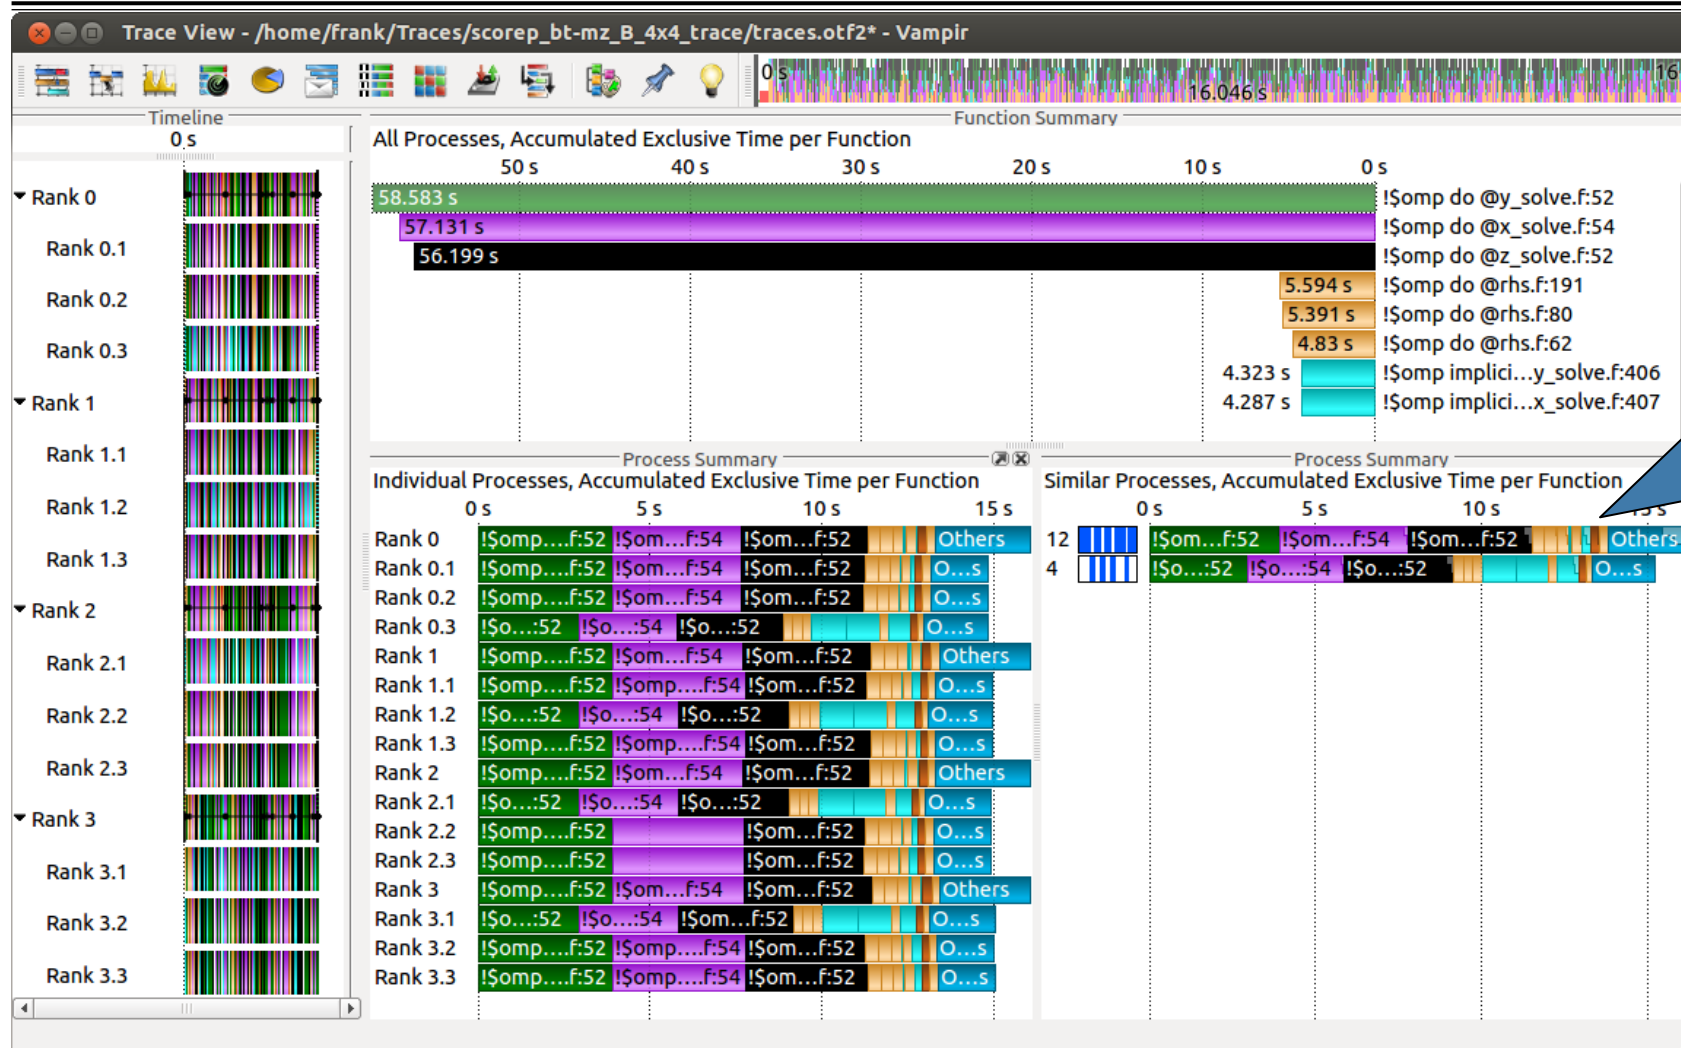 Trace View - /home/frank/Traces/scorep_bt-mz_B_4x4_trace/traces.otf2* - Vampir
0 s
16.046 s
16
Timeline
0 s
Rank 0
Rank 0.1
Rank 0.2
Rank 0.3
Rank 1
Rank 1.1
Rank 1.2
Rank 1.3
Rank 2
Rank 2.1
Rank 2.2
Rank 2.3
Rank 3
Rank 3.1
Rank 3.2
Rank 3.3
Function Summary
All Processes, Accumulated Exclusive Time per Function
50 s 40 s 30 s 20 s 10 s 0 s
58.583 s !$omp do @y_solve.f:52
57.131 s !$omp do @x_solve.f:54
56.199 s !$omp do @z_solve.f:52
5.594 s !$omp do @rhs.f:191
5.391 s !$omp do @rhs.f:80
4.83 s !$omp do @rhs.f:62
4.323 s !$omp implici...y_solve.f:406
4.287 s !$omp implici...x_solve.f:407
Process Summary
Individual Processes, Accumulated Exclusive Time per Function
0 s 5 s 10 s 15 s
Rank 0 !$omp....f:52 !$om...f:54 !$om...f:52 Others
Rank 0.1 !$omp....f:52 !$om...f:54 !$om...f:52 O...s
Rank 0.2 !$omp....f:52 !$om...f:54 !$om...f:52 O...s
Rank 0.3 !$o...:52 !$o...:54 !$o...:52 O...s
Rank 1 !$omp....f:52 !$om...f:54 !$om...f:52 Others
Rank 1.1 !$omp....f:52 !$omp....f:54 !$om...f:52 O...s
Rank 1.2 !$o...:52 !$o...:54 !$o...:52 O...s
Rank 1.3 !$omp....f:52 !$omp....f:54 !$om...f:52 O...s
Rank 2 !$omp....f:52 !$om...f:54 !$om...f:52 Others
Rank 2.1 !$o...:52 !$o...:54 !$o...:52 O...s
Rank 2.2 !$omp....f:52 !$om...f:52 O...s
Rank 2.3 !$omp....f:52 !$om...f:52 O...s
Rank 3 !$omp....f:52 !$om...f:54 !$om...f:52 Others
Rank 3.1 !$o...:52 !$o...:54 !$om...f:52 O...s
Rank 3.2 !$omp....f:52 !$omp....f:54 !$om...f:52 O...s
Rank 3.3 !$omp....f:52 !$omp....f:54 !$om...f:52 O...s
Process Summary
Similar Processes, Accumulated Exclusive Time per Function
0 s 5 s 10 s
12 !$om...f:52 !$om...f:54 !$om...f:52 Others
4 !$o...:52 !$o...:54 !$o...:52 O...s